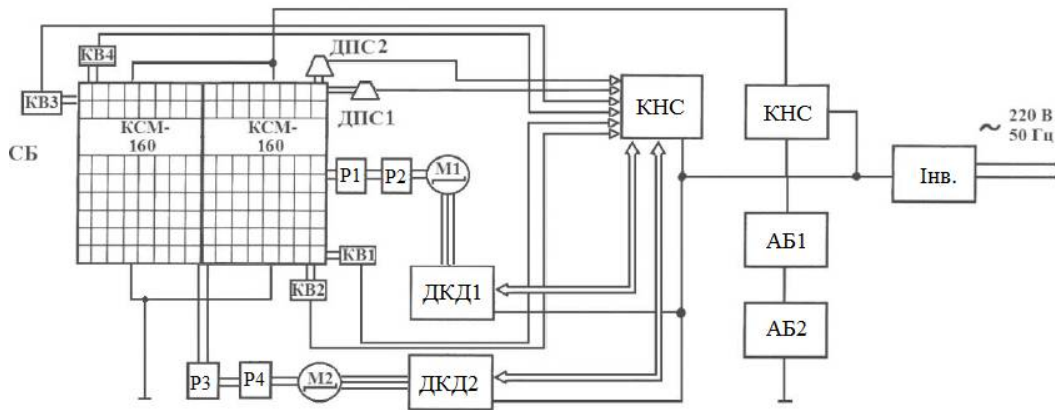 КВ4
ДПС2
КВ3
КНС
КНС
КСМ-160
КСМ-160
ДПС1
~ 220 В
50 Гц
СБ
Р1
Р2
М1
Інв.
КВ1
АБ1
КВ2
ДКД1
АБ2
Р3
Р4
М2
ДКД2